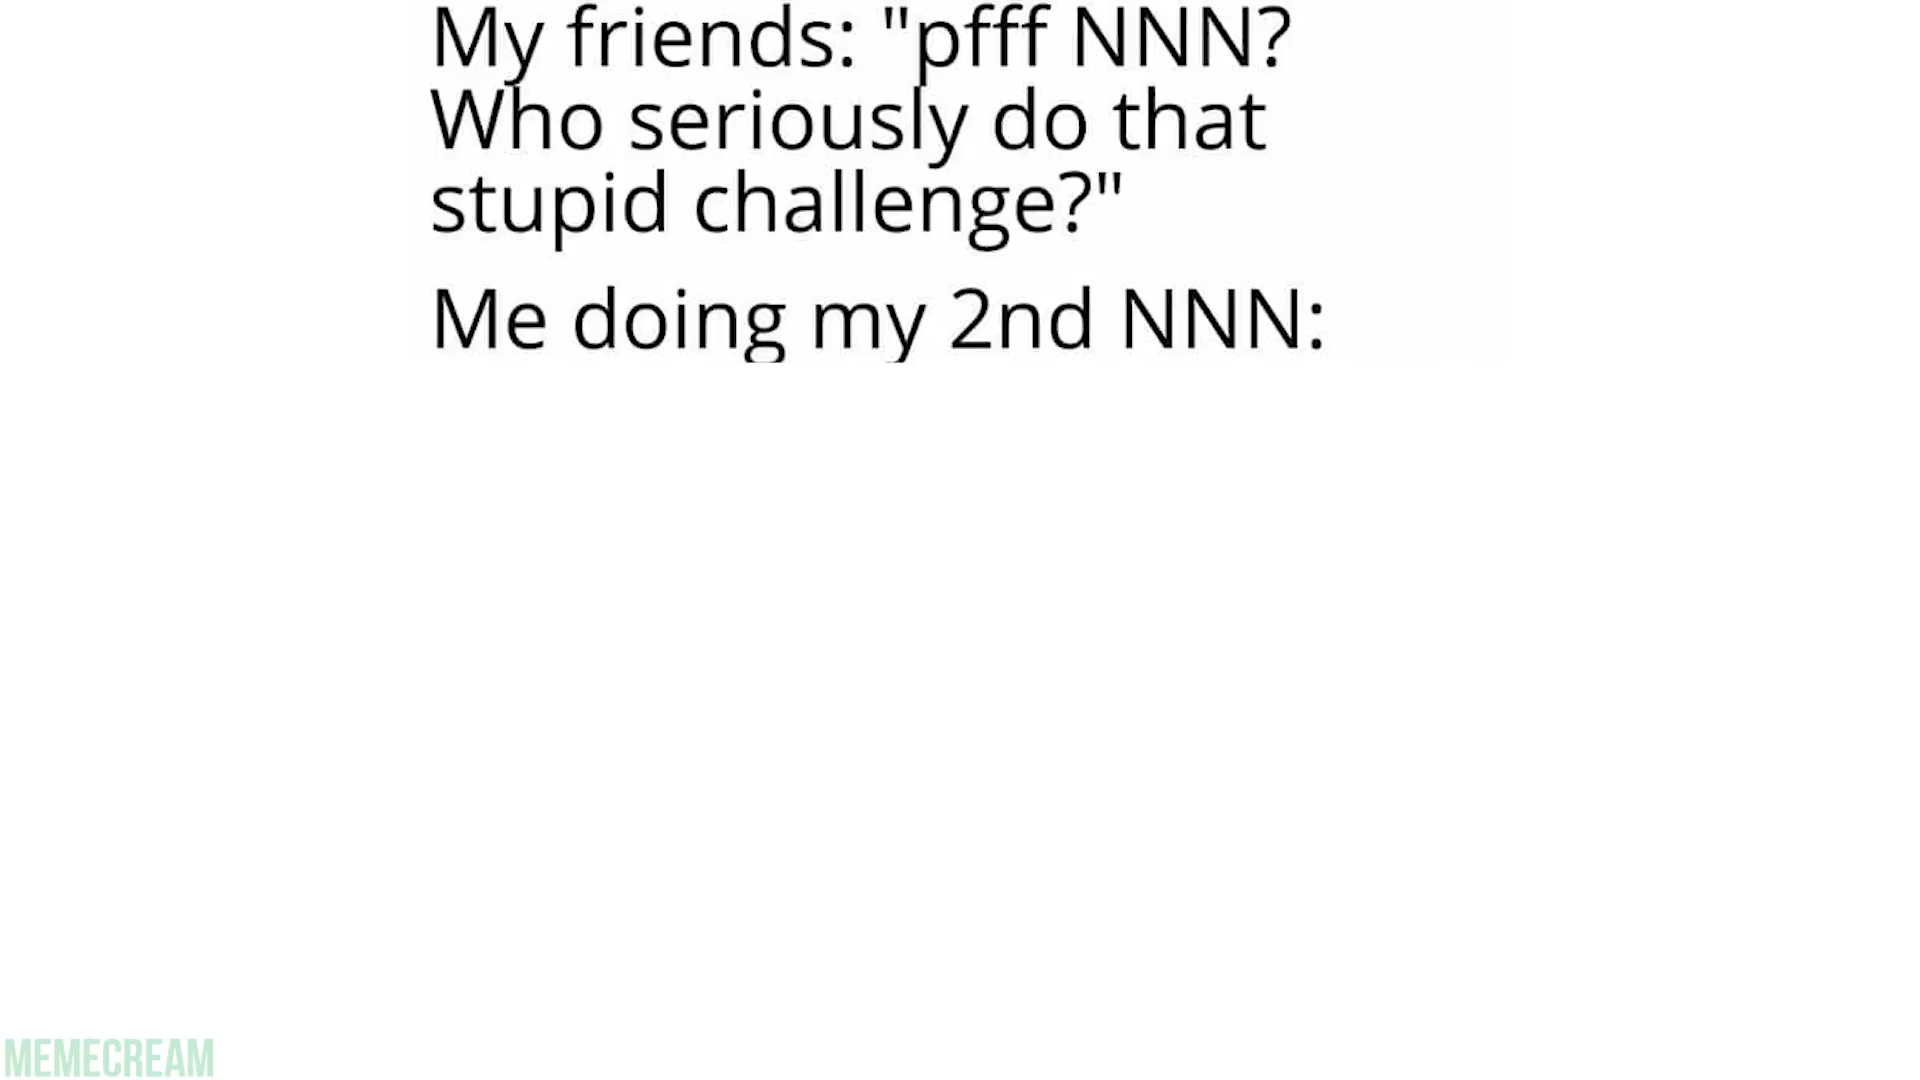 My friends: "pfff NNN?
Who seriously do that
stupid challenge?"
Me doing my 2nd NNN:
MEMECREAM